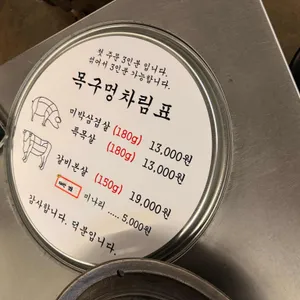 첫 주문 3인분 입니다.
섞어서 3인분 가능합니다.
목구멍차림표
미박삼겹살 (180g) 13,000원
특목살 (180g) 13,000원
갈비본살 (150g) 19,000원
미나리 ..... 5,000원
감사합니다. 덕분입니다.